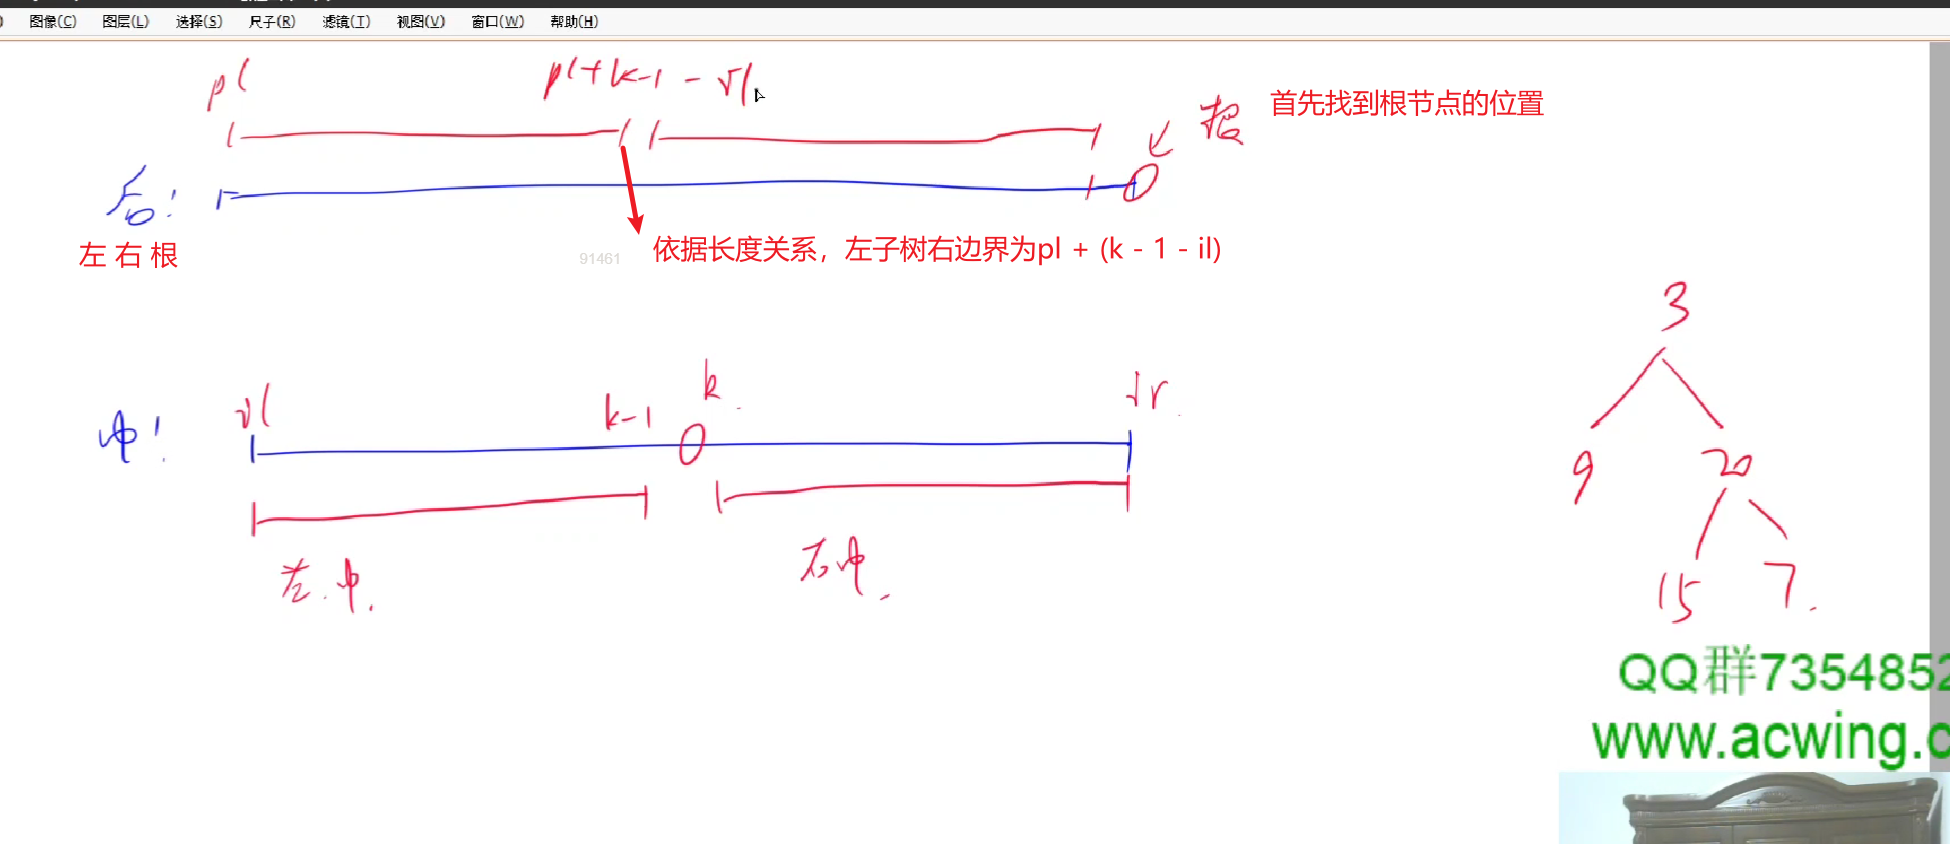 图像(C) 图层(L) 选择(S) 尺子(R) 滤镜(T) 视图(V) 窗口(W) 帮助(H)
pl
pl+k-1-il
根
首先找到根节点的位置
后:
左 右 根
91461
依据长度关系，左子树右边界为pl + (k - 1 - il)
3
k
il
k-1
ir
中:
9
20
左中
右中
15
7
QQ群7354852
www.acwing.c